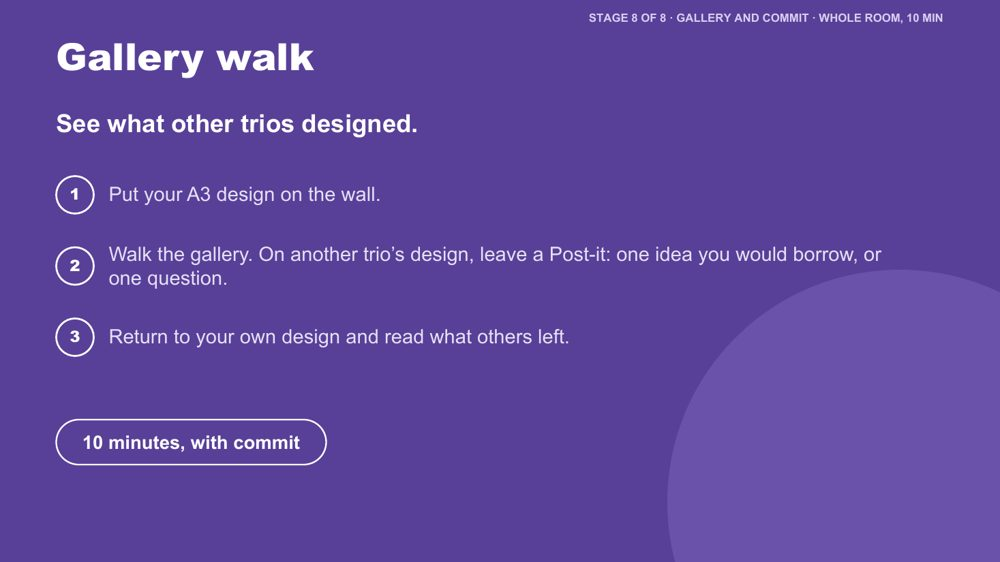 STAGE 8 OF 8 · GALLERY AND COMMIT · WHOLE ROOM, 10 MIN
Gallery walk
See what other trios designed.
1 Put your A3 design on the wall.
2 Walk the gallery. On another trio’s design, leave a Post-it: one idea you would borrow, or
one question.
3 Return to your own design and read what others left.
10 minutes, with commit